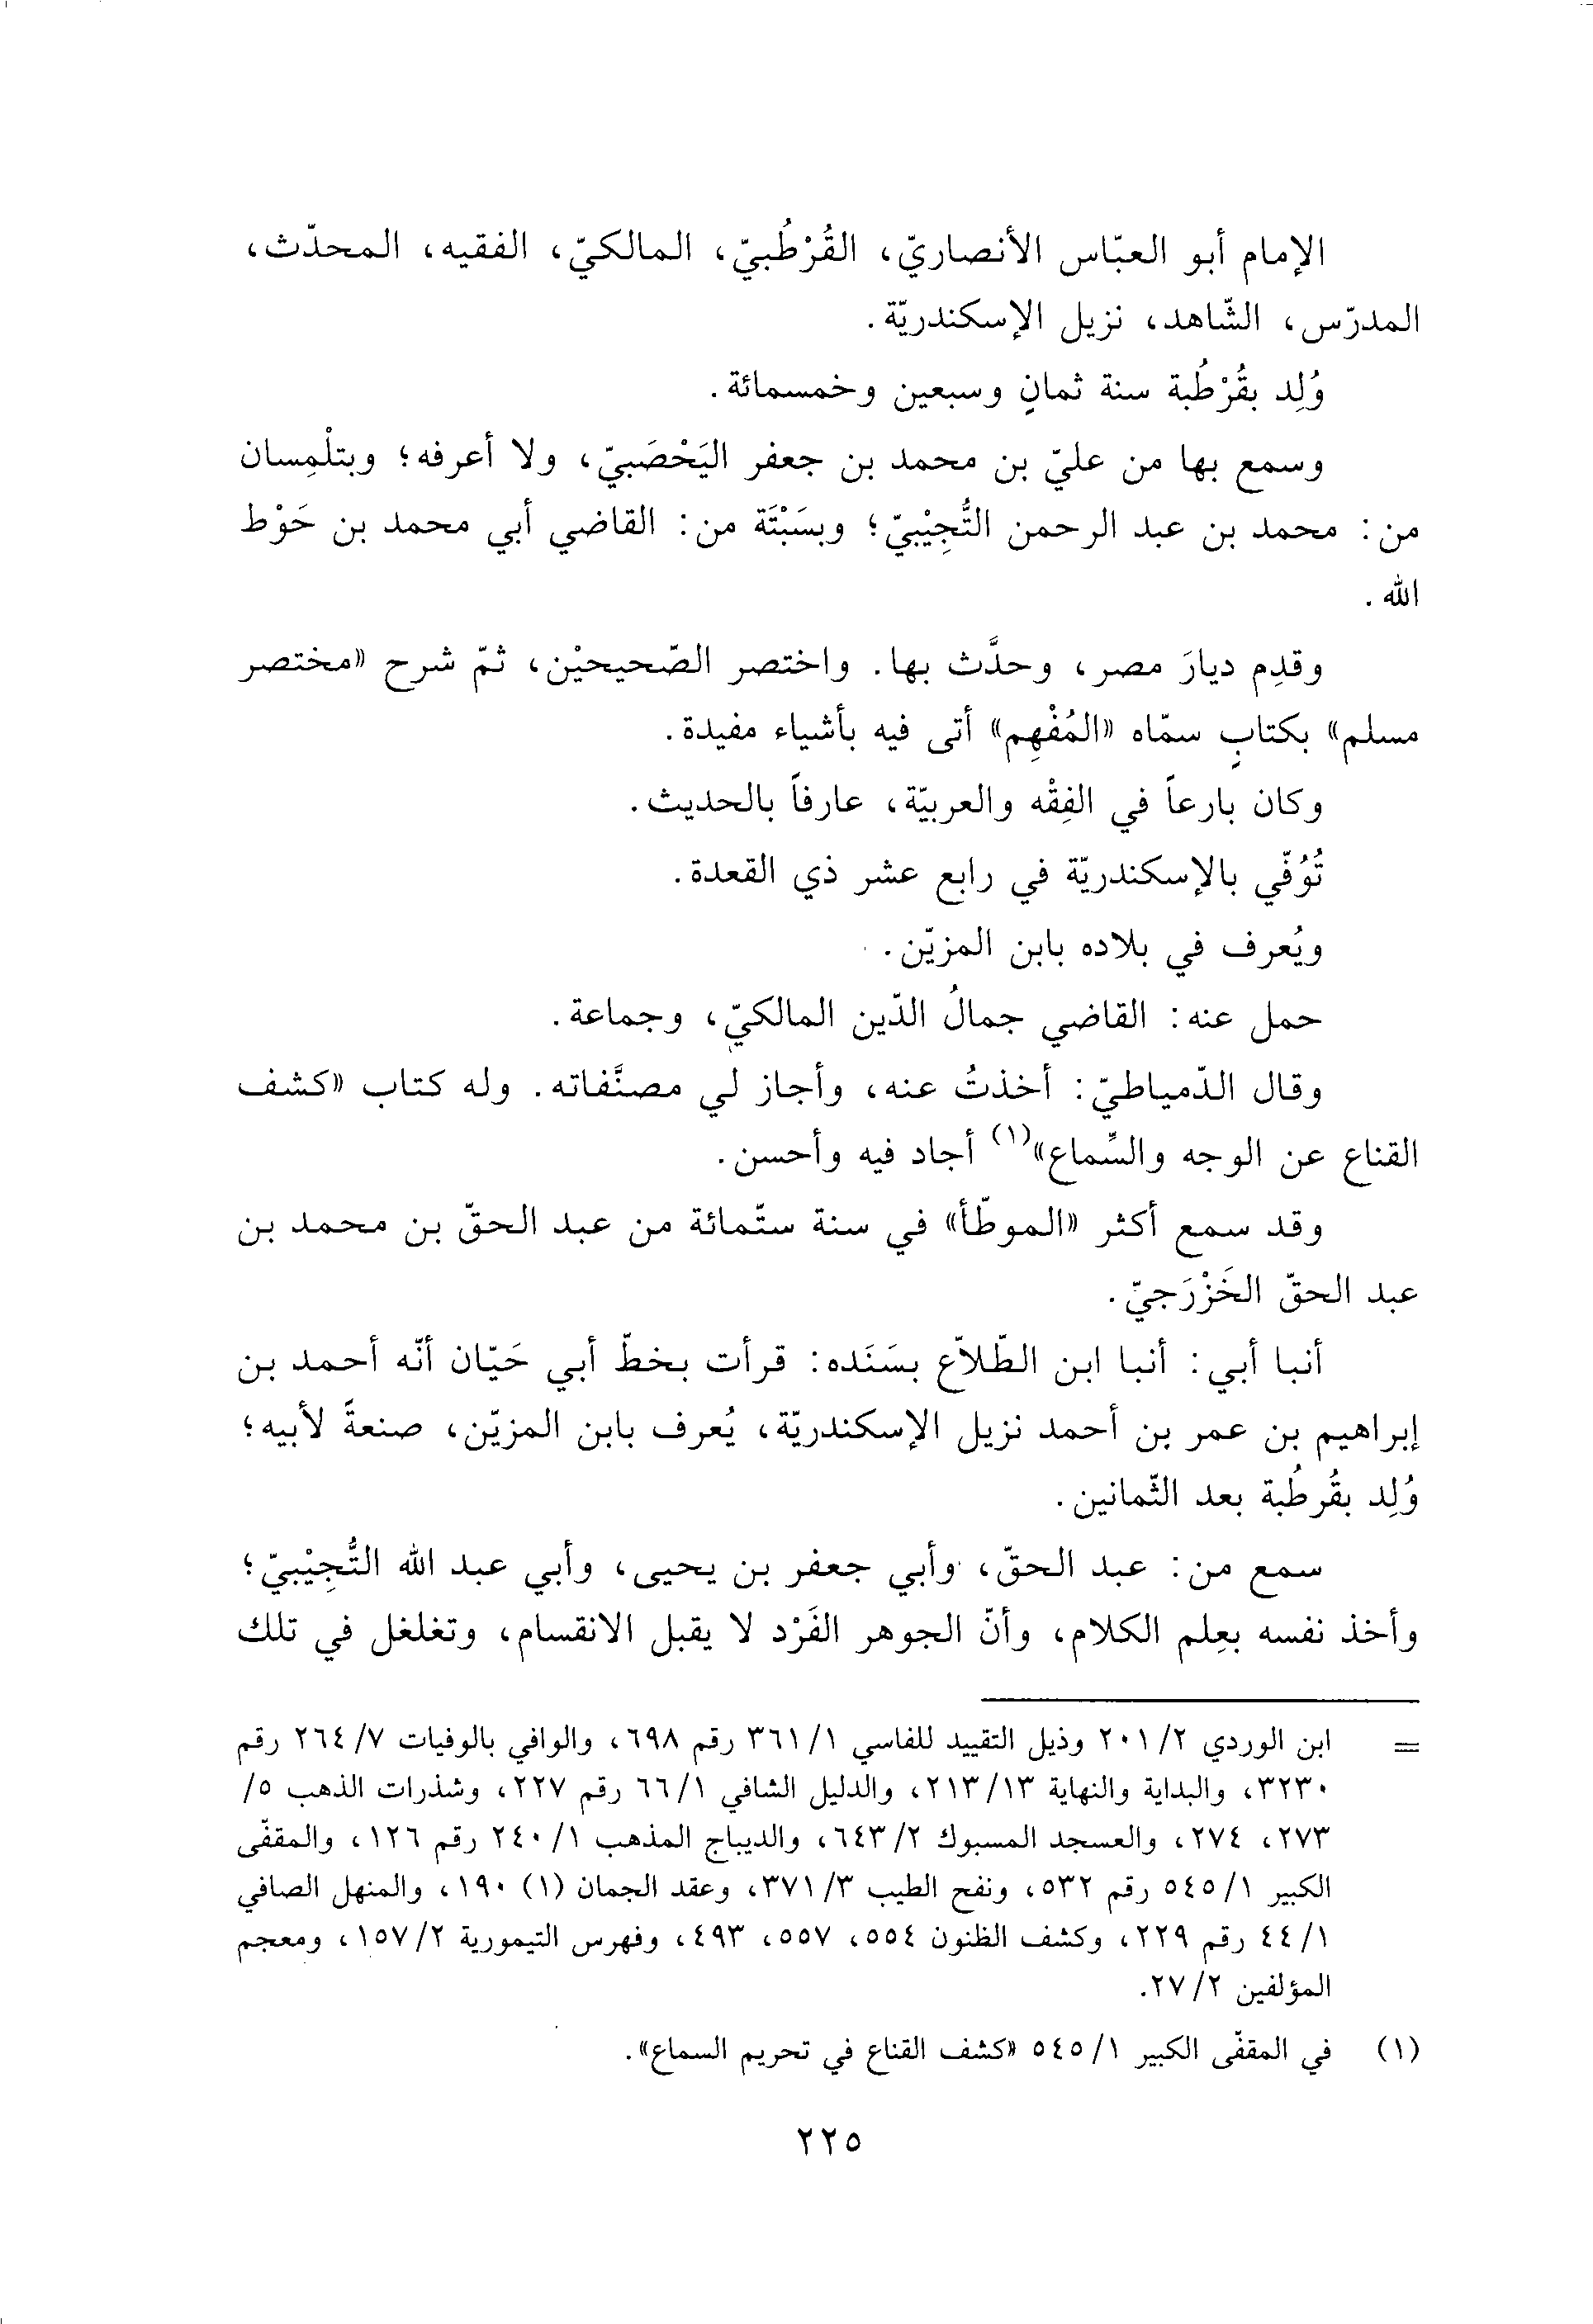 الإمام أبو العبّاس الأنصاريّ، القُرْطُبيّ، المالكيّ، الفقيه، المحدّث،
المدرّس، الشّاهد، نزيل الإسكندريّة.
وُلِد بقُرْطُبة سنة ثمانٍ وسبعين وخمسمائة.
وسمع بها من عليّ بن محمد بن جعفر اليَحْصَبيّ، ولا أعرفه؛ وبتلْمِسان
من: محمد بن عبد الرحمن التُّجِيْبيّ؛ وبسَبْتَة من: القاضي أبي محمد بن حَوْط
الله.
وقدِم ديارَ مصر، وحدَّث بها. واختصر الصّحيحيْن، ثمّ شرح «مختصر
مسلم» بكتابٍ سمّاه «المُفْهِم» أتى فيه بأشياء مفيدة.
وكان بارعاً في الفِقْه والعربيّة، عارفاً بالحديث.
تُوُفّي بالإسكندريّة في رابع عشر ذي القعدة.
ويُعرف في بلاده بابن المزيّن.
حمل عنه: القاضي جمالُ الدّين المالكيّ، وجماعة.
وقال الدّمياطيّ: أخذتُ عنه، وأجاز لي مصنَّفاته. وله كتاب «كشف
القناع عن الوجه والسِّماع»(١) أجاد فيه وأحسن.
وقد سمع أكثر «الموطّأ» في سنة ستّمائة من عبد الحقّ بن محمد بن
عبد الحقّ الخَزْرَجيّ.
أنبا أبي: أنبا ابن الطّلاّع بسَنَده: قرأت بخطّ أبي حَيّان أنّه أحمد بن
إبراهيم بن عمر بن أحمد نزيل الإسكندريّة، يُعرف بابن المزيّن، صنعةً لأبيه؛
وُلِد بقُرطُبة بعد الثّمانين.
سمع من: عبد الحقّ، وأبي جعفر بن يحيى، وأبي عبد الله التُّجِيْبيّ؛
وأخذ نفسه بعِلم الكلام، وأنّ الجوهر الفَرْد لا يقبل الانقسام، وتغلغل في تلك
= ابن الوردي ٢/ ٢٠١ وذيل التقييد للفاسي ١/ ٣٦١ رقم ٦٩٨، والوافي بالوفيات ٧/ ٢٦٤ رقم
٣٢٣٠، والبداية والنهاية ١٣/ ٢١٣، والدليل الشافي ١/ ٦٦ رقم ٢٢٧، وشذرات الذهب ٥/
٢٧٣، ٢٧٤، والعسجد المسبوك ٢/ ٦٤٣، والديباج المذهب ١/ ٢٤٠ رقم ١٢٦، والمقفّى
الكبير ١/ ٥٤٥ رقم ٥٣٢، ونفح الطيب ٣/ ٣٧١، وعقد الجمان (١) ١٩٠، والمنهل الصافي
١/ ٤٤ رقم ٢٢٩، وكشف الظنون ٥٥٤، ٥٥٧، ٤٩٣، وفهرس التيمورية ٢/ ١٥٧، ومعجم
المؤلفين ٢/ ٢٧.
(١) في المقفّى الكبير ١/ ٥٤٥ «كشف القناع في تحريم السماع».
٢٢٥